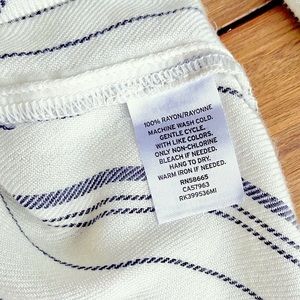 100% RAYON/RAYONNE
MACHINE WASH COLD.
GENTLE CYCLE.
WITH LIKE COLORS.
ONLY NON-CHLORINE
BLEACH IF NEEDED.
HANG TO DRY.
WARM IRON IF NEEDED.
RN58665
CA57963
RK399536MI